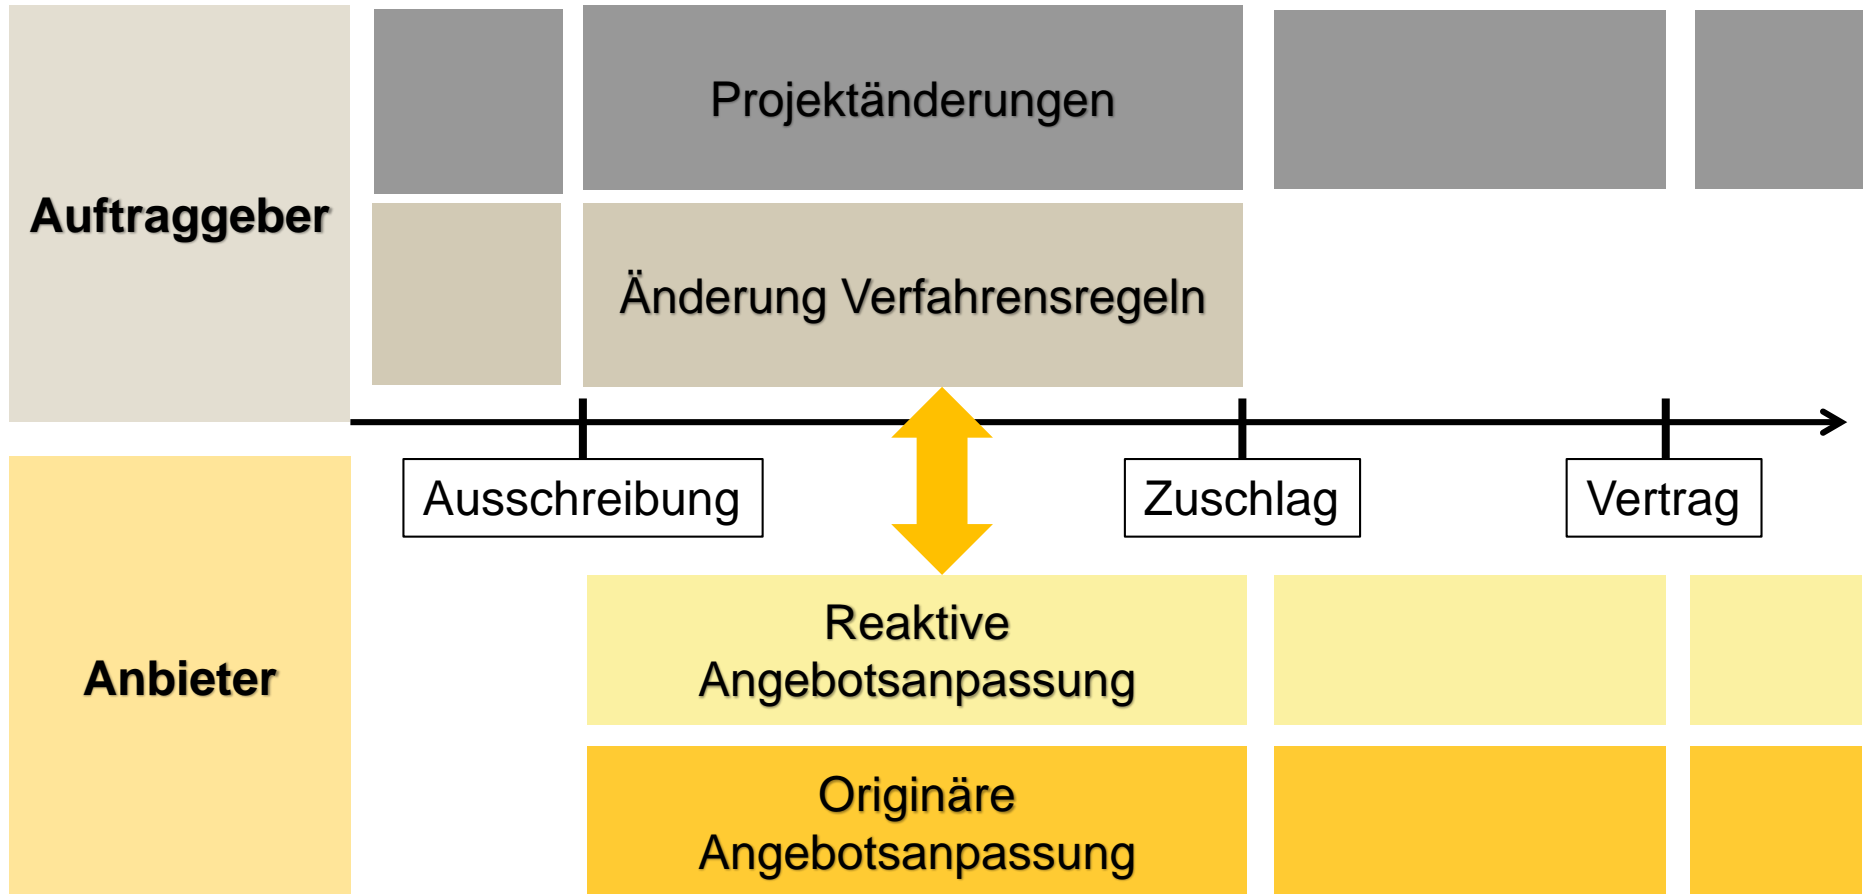 Projektänderungen
Auftraggeber
Änderung Verfahrensregeln
Ausschreibung
Zuschlag
Vertrag
Reaktive
Angebotsanpassung
Anbieter
Originäre
Angebotsanpassung